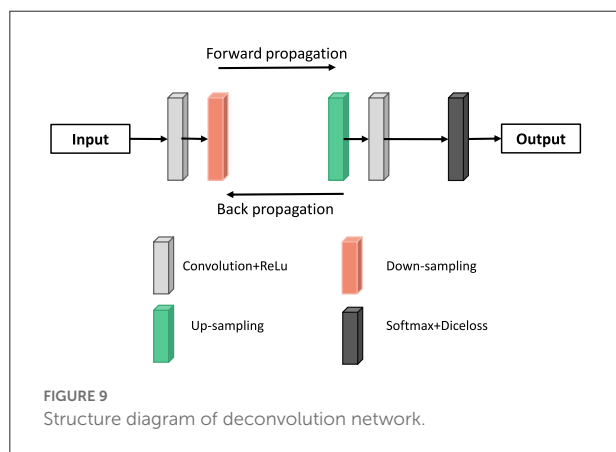 Forward propagation
Input
Output
Back propagation
Convolution+ReLu
Down-sampling
Up-sampling
Softmax+Diceloss
FIGURE 9
Structure diagram of deconvolution network.